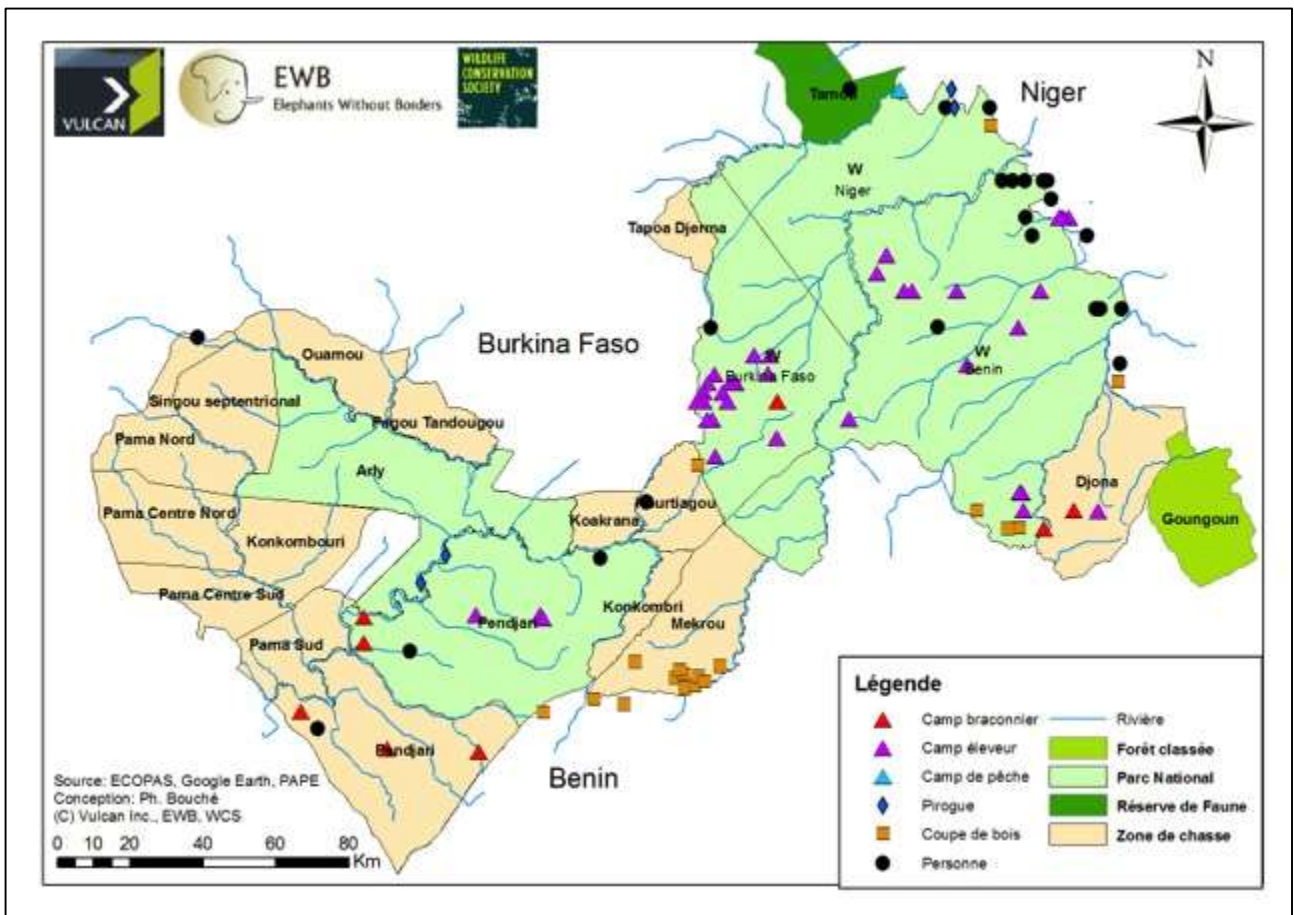 VULCAN
EWB
Elephants Without Borders
WILDLIFE
CONSERVATION
SOCIETY
N
Niger
Tamou
W
Niger
Tapoa Djerma
Burkina Faso
W
Burkina Faso
W
Benin
Ouamou
Singou septentrional
Pagou Tandougou
Pama Nord
Arly
Pama Centre Nord
Konkombouri
Koakrana
Kourtiagou
Djona
Goungoun
Pama Centre Sud
Pama Sud
Pendjari
Konkombri
Mekrou
Pendjari
Benin
Source: ECOPAS, Google Earth, PAPE
Conception: Ph. Bouché
(C) Vulcan Inc., EWB, WCS
0 10 20 40 60 80
Km
Légende
Camp braconnier
Camp éleveur
Camp de pêche
Pirogue
Coupe de bois
Personne
Rivière
Forêt classée
Parc National
Réserve de Faune
Zone de chasse